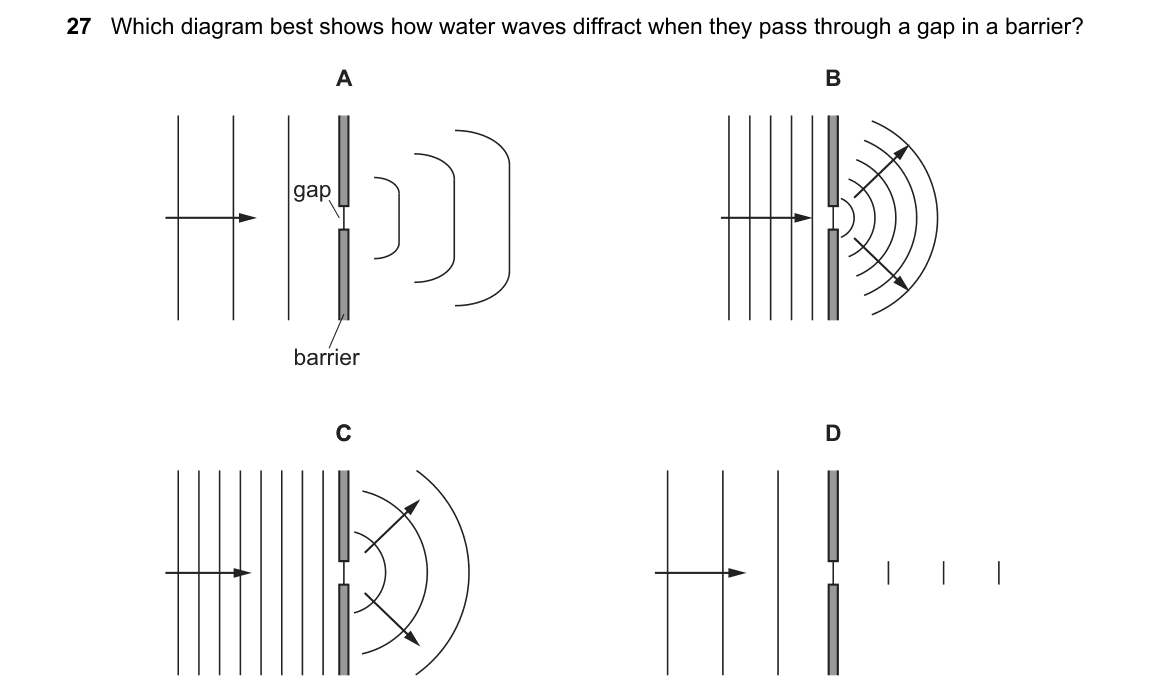 27 Which diagram best shows how water waves diffract when they pass through a gap in a barrier?
A
B
gap
barrier
C
D